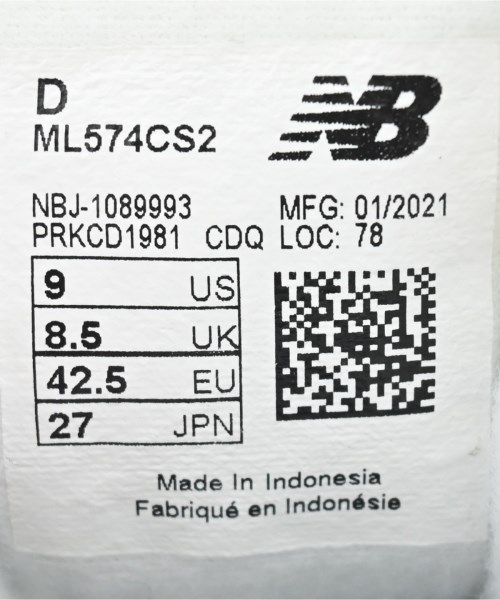 D
ML574CS2
NB
NBJ-1089993 MFG: 01/2021
PRKCD1981 CDQ LOC: 78
9 US
8.5 UK
42.5 EU
27 JPN
Made In Indonesia
Fabriqué en Indonésie